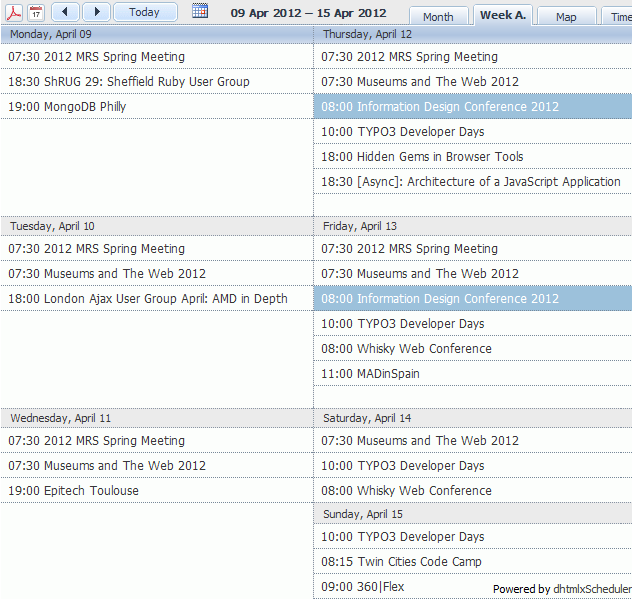 17
Today
09 Apr 2012 – 15 Apr 2012
Month
Week A.
Map
Time
Monday, April 09
07:30 2012 MRS Spring Meeting
18:30 ShRUG 29: Sheffield Ruby User Group
19:00 MongoDB Philly
Thursday, April 12
07:30 2012 MRS Spring Meeting
07:30 Museums and The Web 2012
08:00 Information Design Conference 2012
10:00 TYPO3 Developer Days
18:00 Hidden Gems in Browser Tools
18:30 [Async]: Architecture of a JavaScript Application
Tuesday, April 10
07:30 2012 MRS Spring Meeting
07:30 Museums and The Web 2012
18:00 London Ajax User Group April: AMD in Depth
Friday, April 13
07:30 2012 MRS Spring Meeting
07:30 Museums and The Web 2012
08:00 Information Design Conference 2012
10:00 TYPO3 Developer Days
08:00 Whisky Web Conference
11:00 MADinSpain
Wednesday, April 11
07:30 2012 MRS Spring Meeting
07:30 Museums and The Web 2012
19:00 Epitech Toulouse
Saturday, April 14
07:30 Museums and The Web 2012
10:00 TYPO3 Developer Days
08:00 Whisky Web Conference
Sunday, April 15
10:00 TYPO3 Developer Days
08:15 Twin Cities Code Camp
09:00 360|Flex
Powered by dhtmlxScheduler